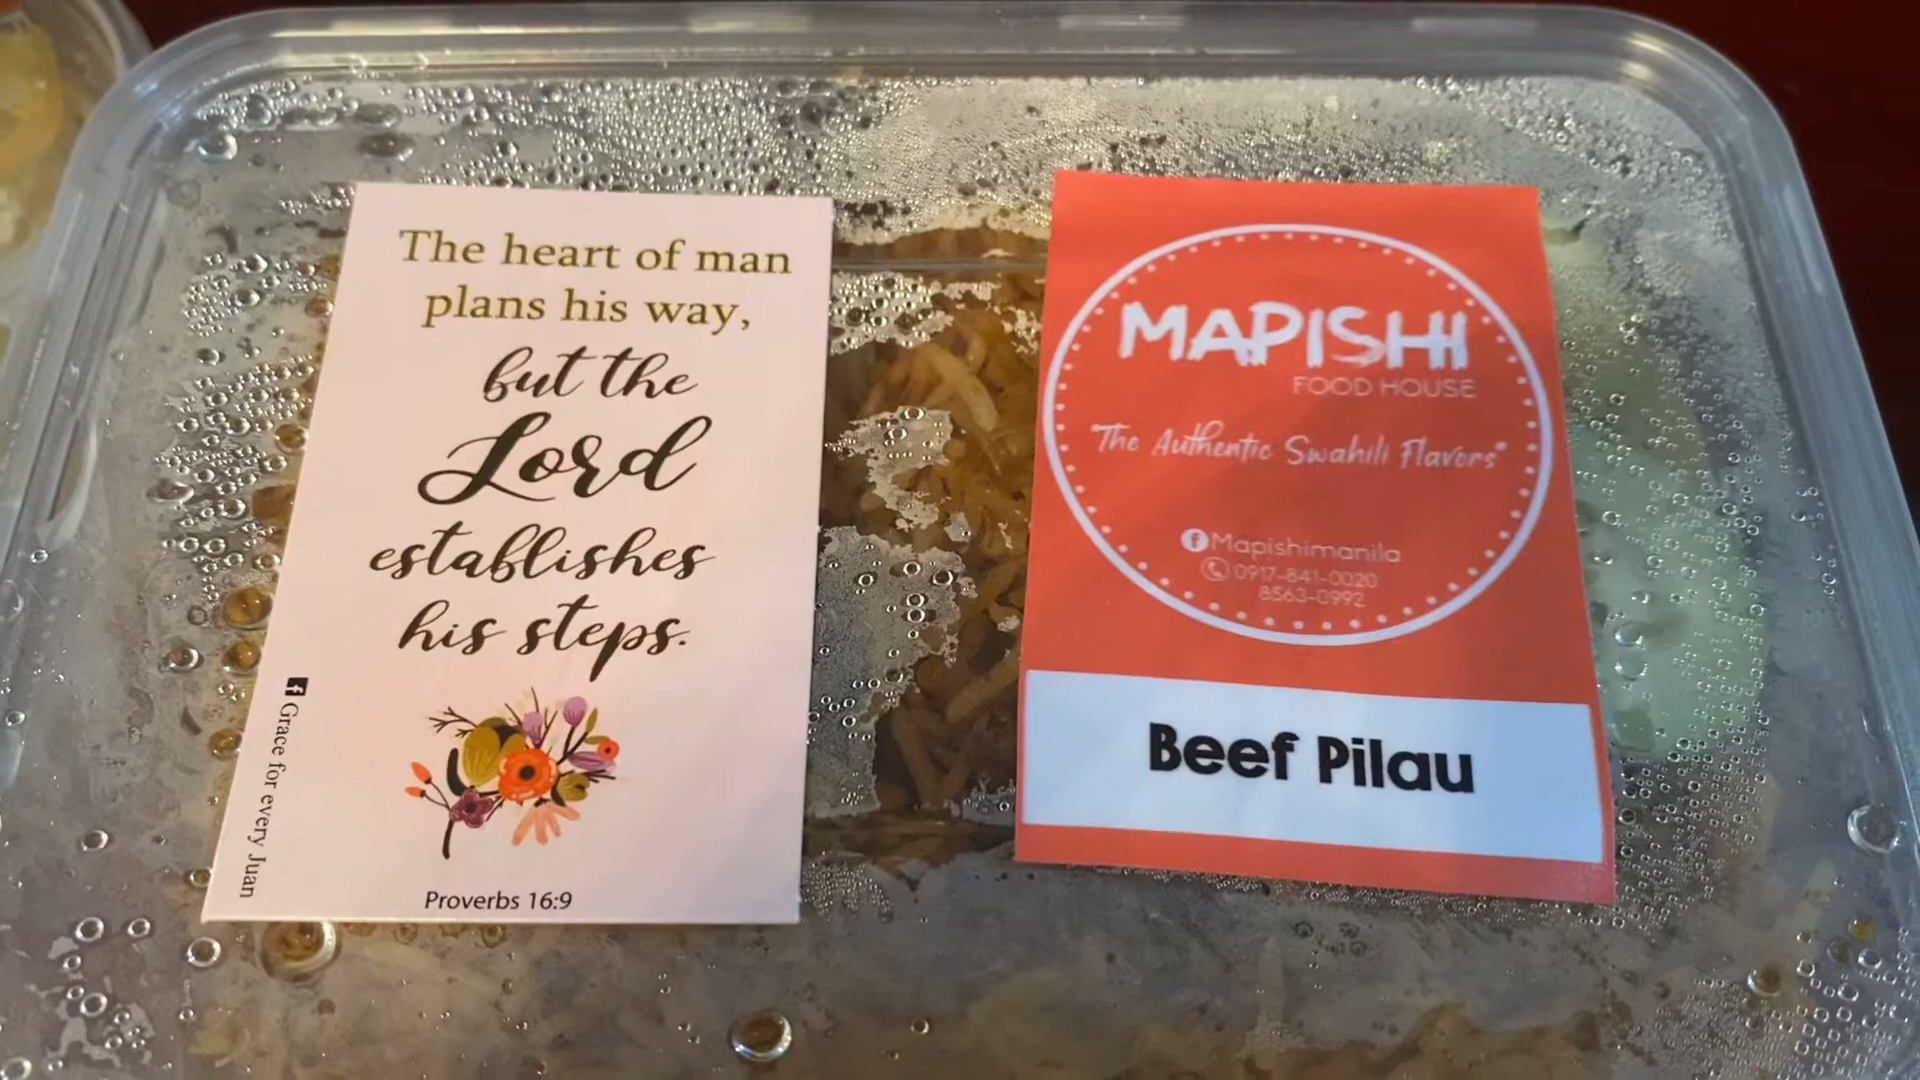 The heart of man
plans his way,
but the
Lord
establishes
his steps.
Grace for every Juan
Proverbs 16:9
MAPISHI
FOOD HOUSE
"The Authentic Swahili Flavors"
Mapishimanila
0917-841-0020
8563-0992
Beef Pilau